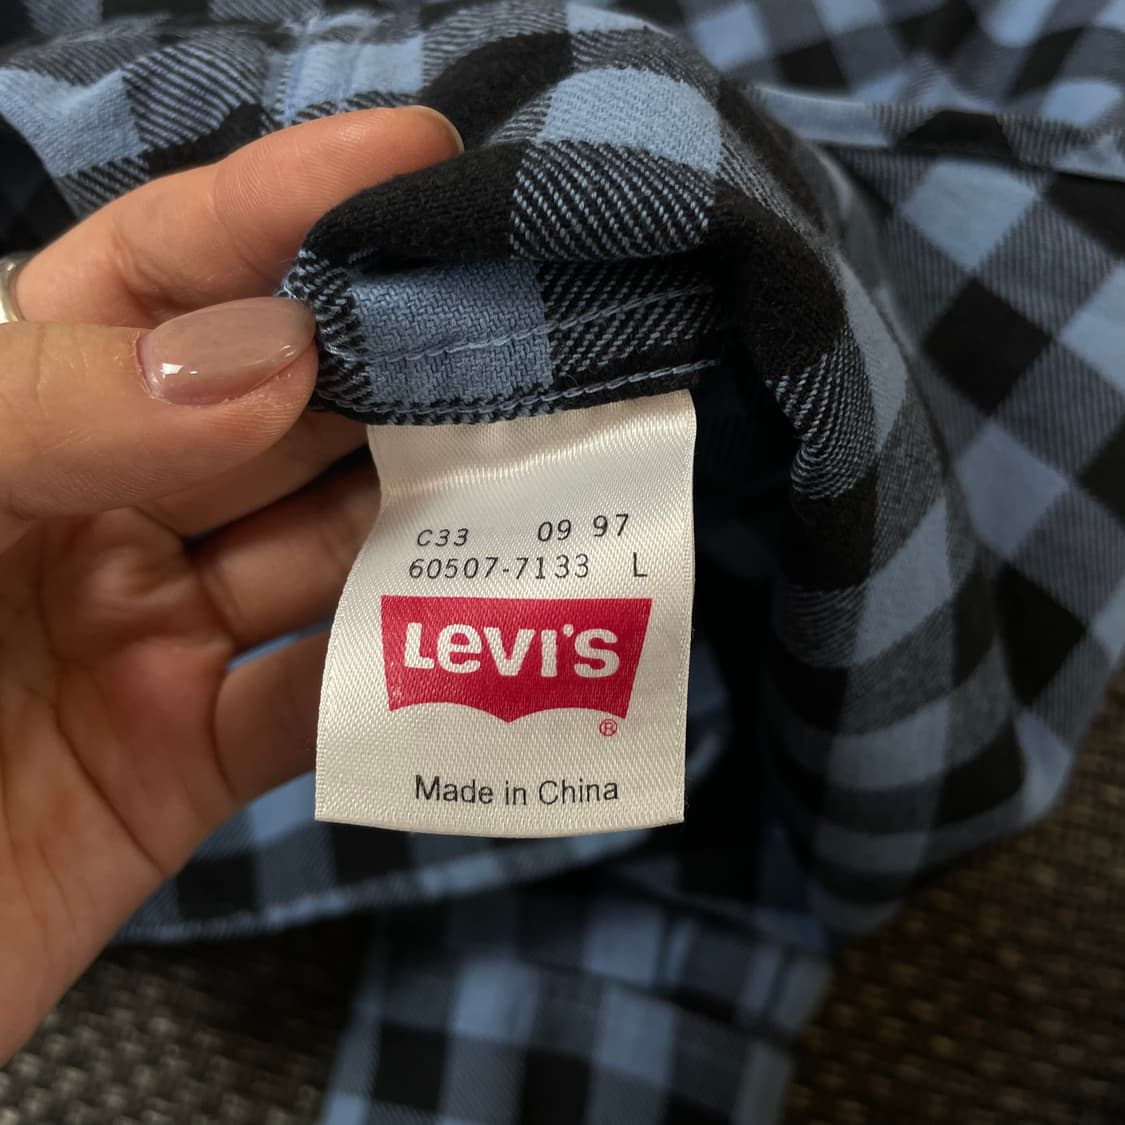 C33 09 97
60507-7133 L
Levi's
®
Made in China